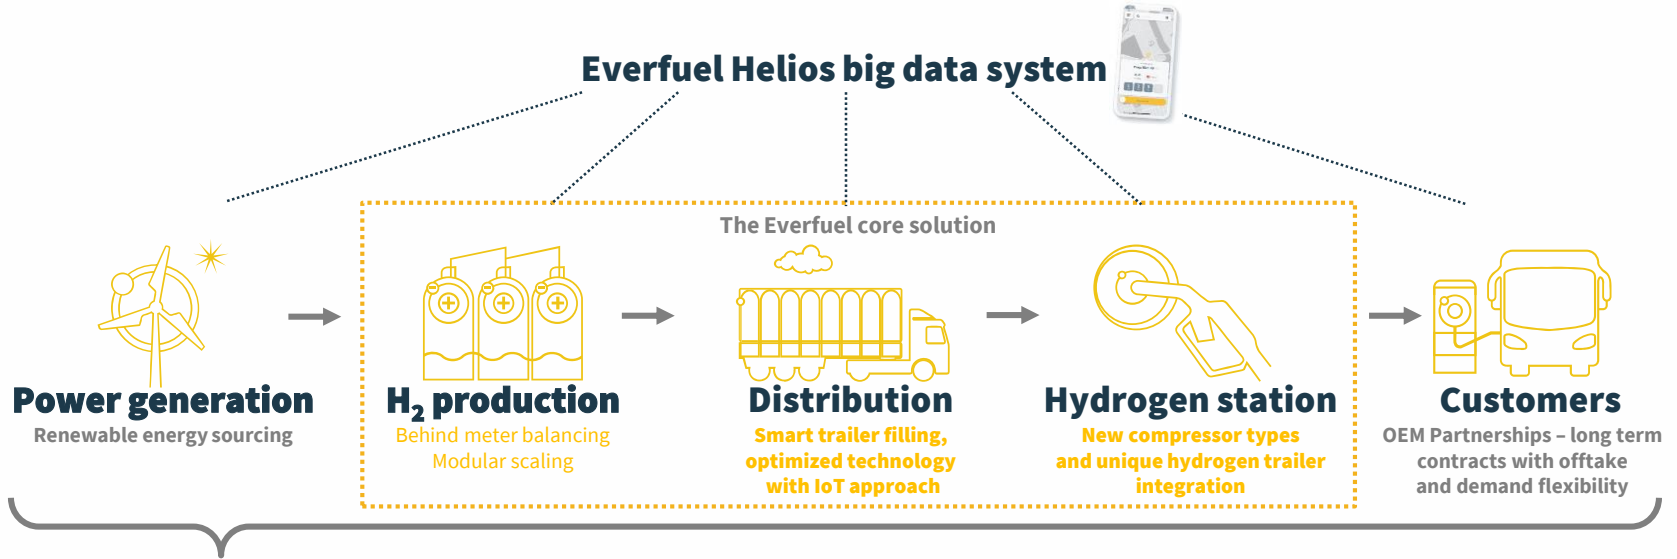 Everfuel Helios big data system
The Everfuel core solution
Power generation
Renewable energy sourcing
H₂ production
Behind meter balancing
Modular scaling
Distribution
Smart trailer filling,
optimized technology
with IoT approach
Hydrogen station
New compressor types
and unique hydrogen trailer
integration
Customers
OEM Partnerships – long term
contracts with offtake
and demand flexibility